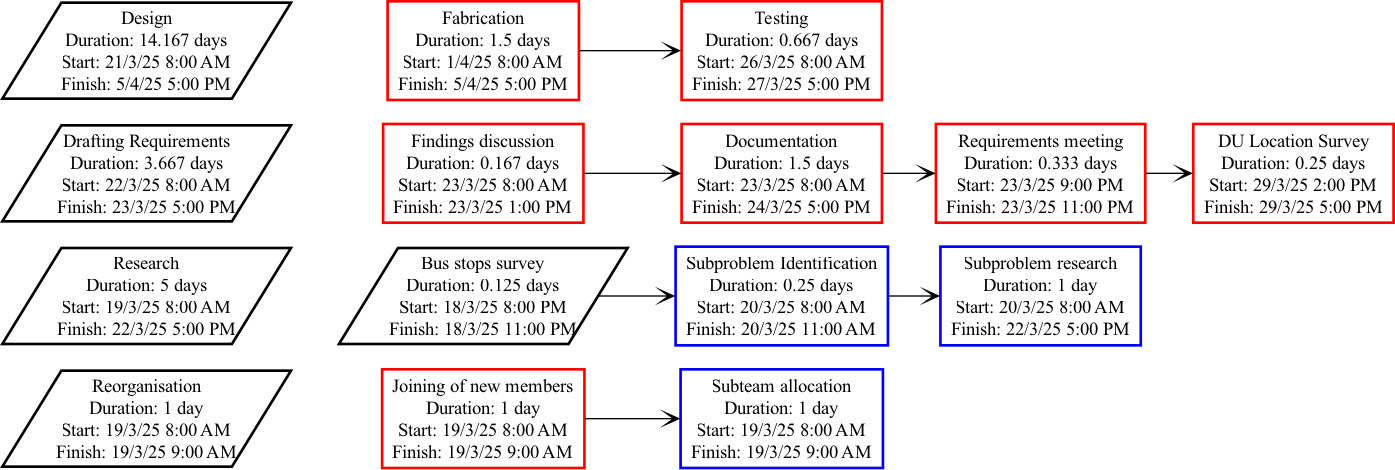 Design
Duration: 14.167 days
Start: 21/3/25 8:00 AM
Finish: 5/4/25 5:00 PM
Fabrication
Duration: 1.5 days
Start: 1/4/25 8:00 AM
Finish: 5/4/25 5:00 PM
Testing
Duration: 0.667 days
Start: 26/3/25 8:00 AM
Finish: 27/3/25 5:00 PM
Drafting Requirements
Duration: 3.667 days
Start: 22/3/25 8:00 AM
Finish: 23/3/25 5:00 PM
Findings discussion
Duration: 0.167 days
Start: 23/3/25 8:00 AM
Finish: 23/3/25 1:00 PM
Documentation
Duration: 1.5 days
Start: 23/3/25 8:00 AM
Finish: 24/3/25 5:00 PM
Requirements meeting
Duration: 0.333 days
Start: 23/3/25 9:00 PM
Finish: 23/3/25 11:00 PM
DU Location Survey
Duration: 0.25 days
Start: 29/3/25 2:00 PM
Finish: 29/3/25 5:00 PM
Research
Duration: 5 days
Start: 19/3/25 8:00 AM
Finish: 22/3/25 5:00 PM
Bus stops survey
Duration: 0.125 days
Start: 18/3/25 8:00 PM
Finish: 18/3/25 11:00 PM
Subproblem Identification
Duration: 0.25 days
Start: 20/3/25 8:00 AM
Finish: 20/3/25 11:00 AM
Subproblem research
Duration: 1 day
Start: 20/3/25 8:00 AM
Finish: 22/3/25 5:00 PM
Reorganisation
Duration: 1 day
Start: 19/3/25 8:00 AM
Finish: 19/3/25 9:00 AM
Joining of new members
Duration: 1 day
Start: 19/3/25 8:00 AM
Finish: 19/3/25 9:00 AM
Subteam allocation
Duration: 1 day
Start: 19/3/25 8:00 AM
Finish: 19/3/25 9:00 AM